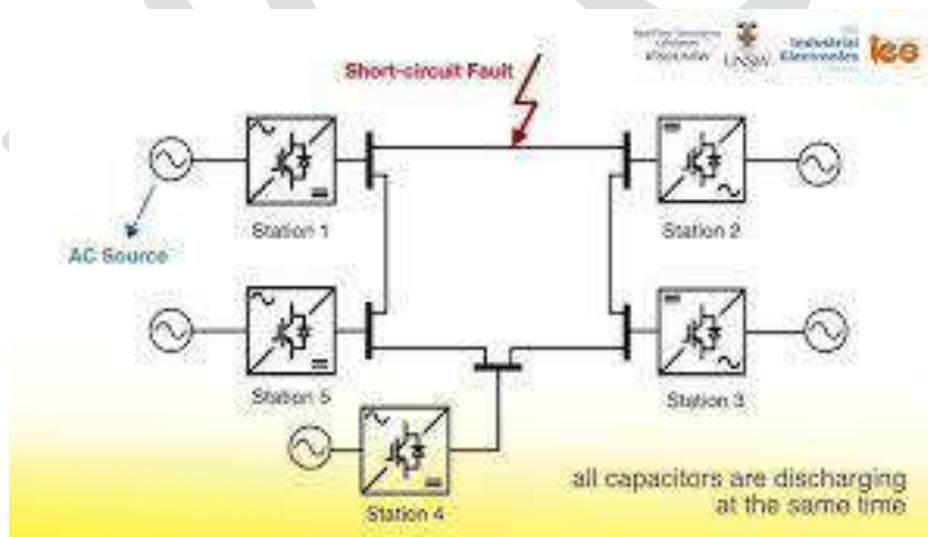 Short-circuit Fault
UNSW
Industrial
Electronics
ies
Station 1
Station 2
AC Source
Station 5
Station 3
Station 4
all capacitors are discharging
at the same time